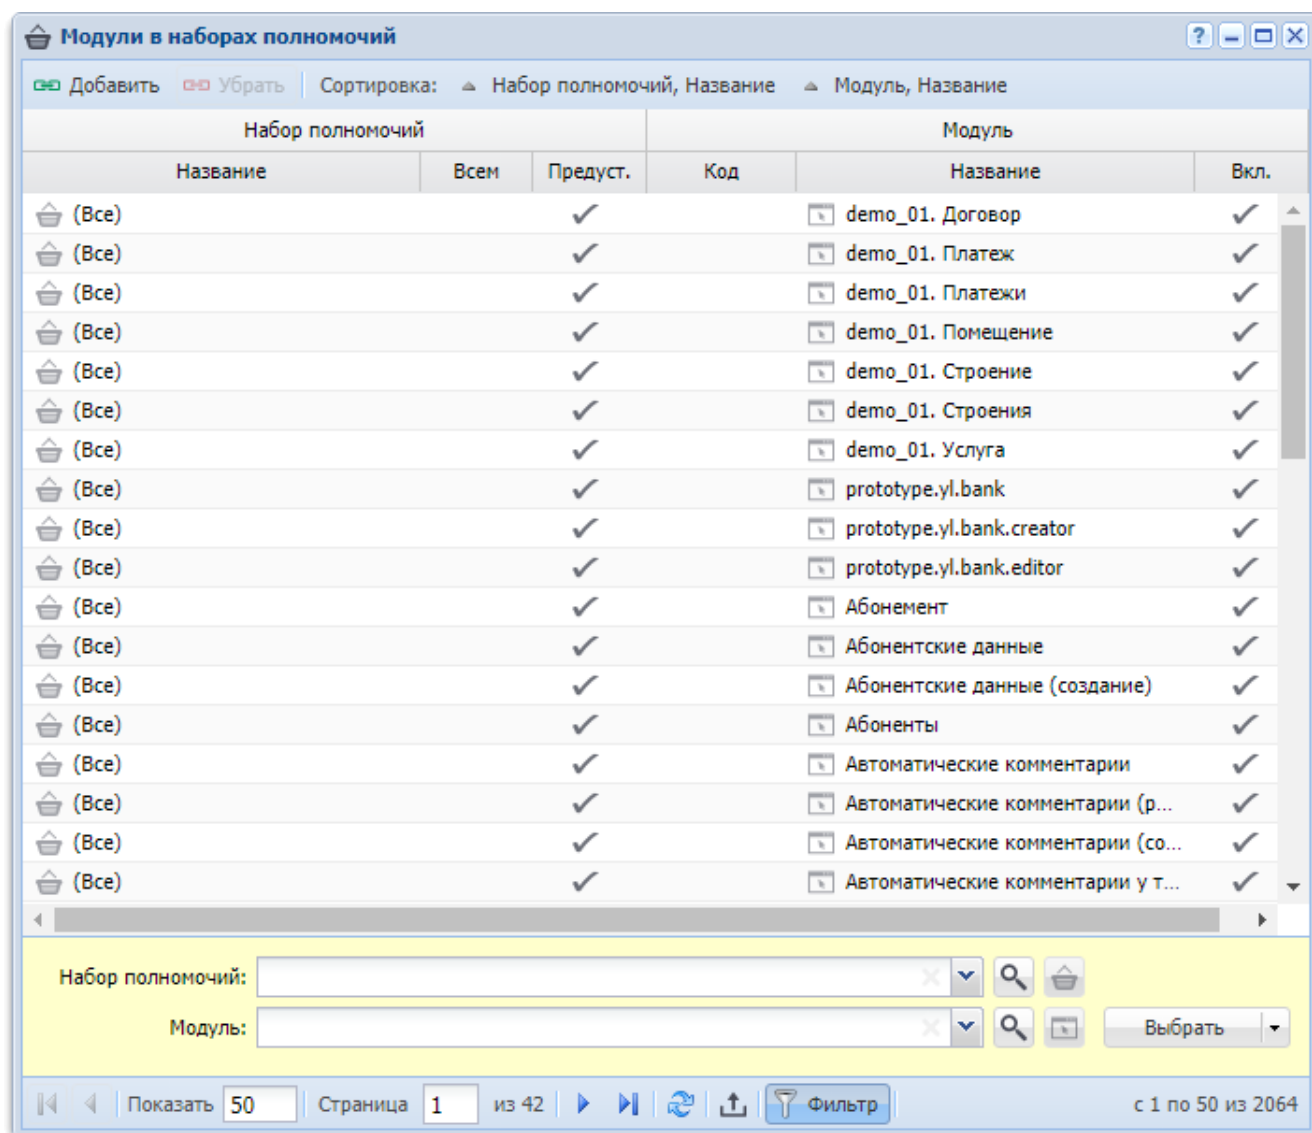 Модули в наборах полномочий
Добавить Убрать Сортировка: Набор полномочий, Название Модуль, Название
Набор полномочий Модуль
Название Всем Предуст. Код Название Вкл.
(Все) demo_01. Договор
(Все) demo_01. Платеж
(Все) demo_01. Платежи
(Все) demo_01. Помещение
(Все) demo_01. Строение
(Все) demo_01. Строения
(Все) demo_01. Услуга
(Все) prototype.yl.bank
(Все) prototype.yl.bank.creator
(Все) prototype.yl.bank.editor
(Все) Абонемент
(Все) Абонентские данные
(Все) Абонентские данные (создание)
(Все) Абоненты
(Все) Автоматические комментарии
(Все) Автоматические комментарии (р...
(Все) Автоматические комментарии (со...
(Все) Автоматические комментарии у т...
Набор полномочий:
Модуль: Выбрать
Показать 50 Страница 1 из 42 Фильтр с 1 по 50 из 2064